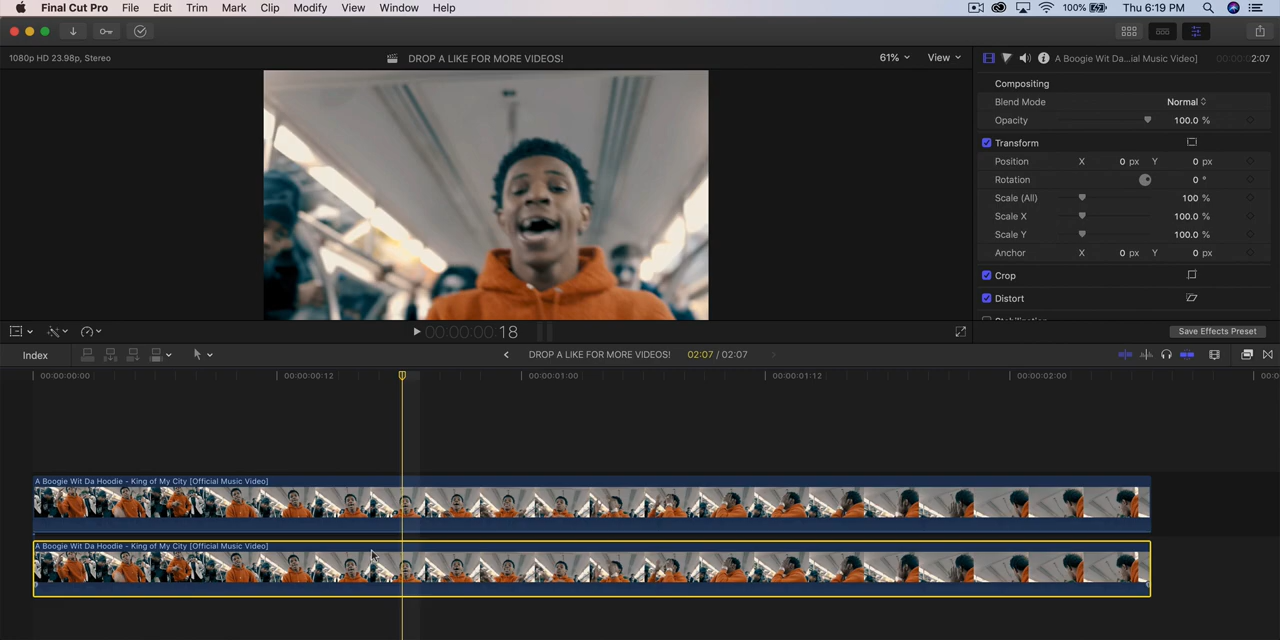 Final Cut Pro File Edit Trim Mark Clip Modify View Window Help 100% Thu 6:19 PM
1080p HD 23.98p, Stereo DROP A LIKE FOR MORE VIDEOS! 61% View A Boogie Wit Da...ial Music Video] 00:00:02:07
Compositing
Blend Mode Normal
Opacity 100.0 %
Transform
Position X 0 px Y 0 px
Rotation 0 °
Scale (All) 100 %
Scale X 100.0 %
Scale Y 100.0 %
Anchor X 0 px Y 0 px
Crop
Distort
00:00:00:18 Save Effects Preset
Index DROP A LIKE FOR MORE VIDEOS! 02:07 / 02:07
00:00:00:00 00:00:00:12 00:00:01:00 00:00:01:12 00:00:02:00
A Boogie Wit Da Hoodie - King of My City [Official Music Video]
A Boogie Wit Da Hoodie - King of My City [Official Music Video]